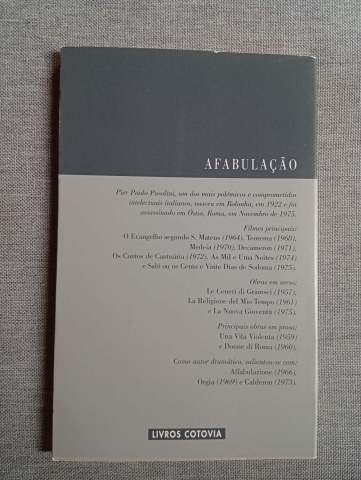 AFABULAÇÃO
Pier Paolo Pasolini, um dos mais polémicos e comprometidos
intelectuais italianos, nasceu em Bolonha, em 1922 e foi
assassinado em Óstia, Roma, em Novembro de 1975.
Filmes principais:
O Evangelho segundo S. Mateus (1964), Teorema (1968),
Medeia (1970), Decameron (1971),
Os Contos de Cantuária (1972), As Mil e Uma Noites (1974)
e Saló ou os Cento e Vinte Dias de Sodoma (1975).
Obras em verso:
Le Ceneri di Gramsci (1957),
La Religione del Mio Tempo (1961)
e La Nuova Gioventù (1975).
Principais obras em prosa:
Una Vita Violenta (1959)
e Donne di Roma (1960).
Como autor dramático, salientou-se com:
Affabulazione (1966),
Orgia (1969) e Calderon (1973).
LIVROS COTOVIA